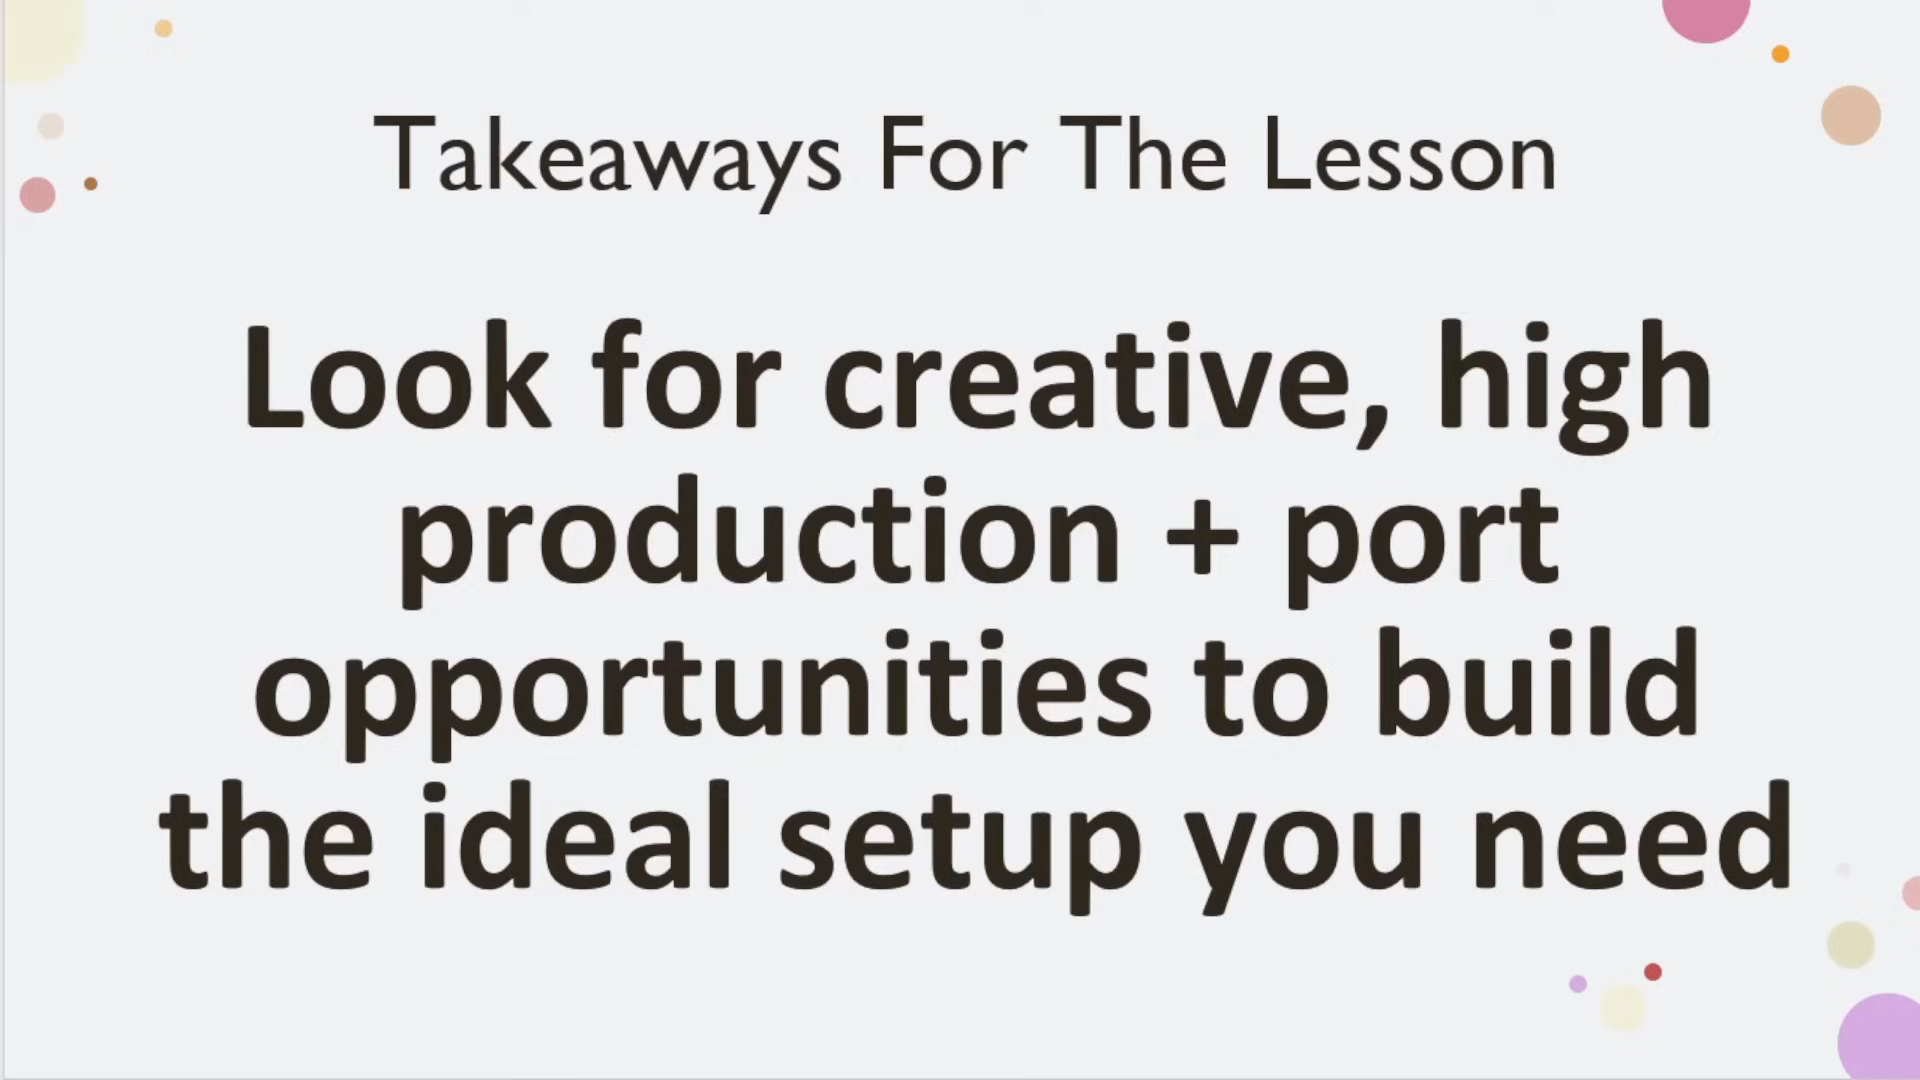 Takeaways For The Lesson
Look for creative, high
production + port
opportunities to build
the ideal setup you need